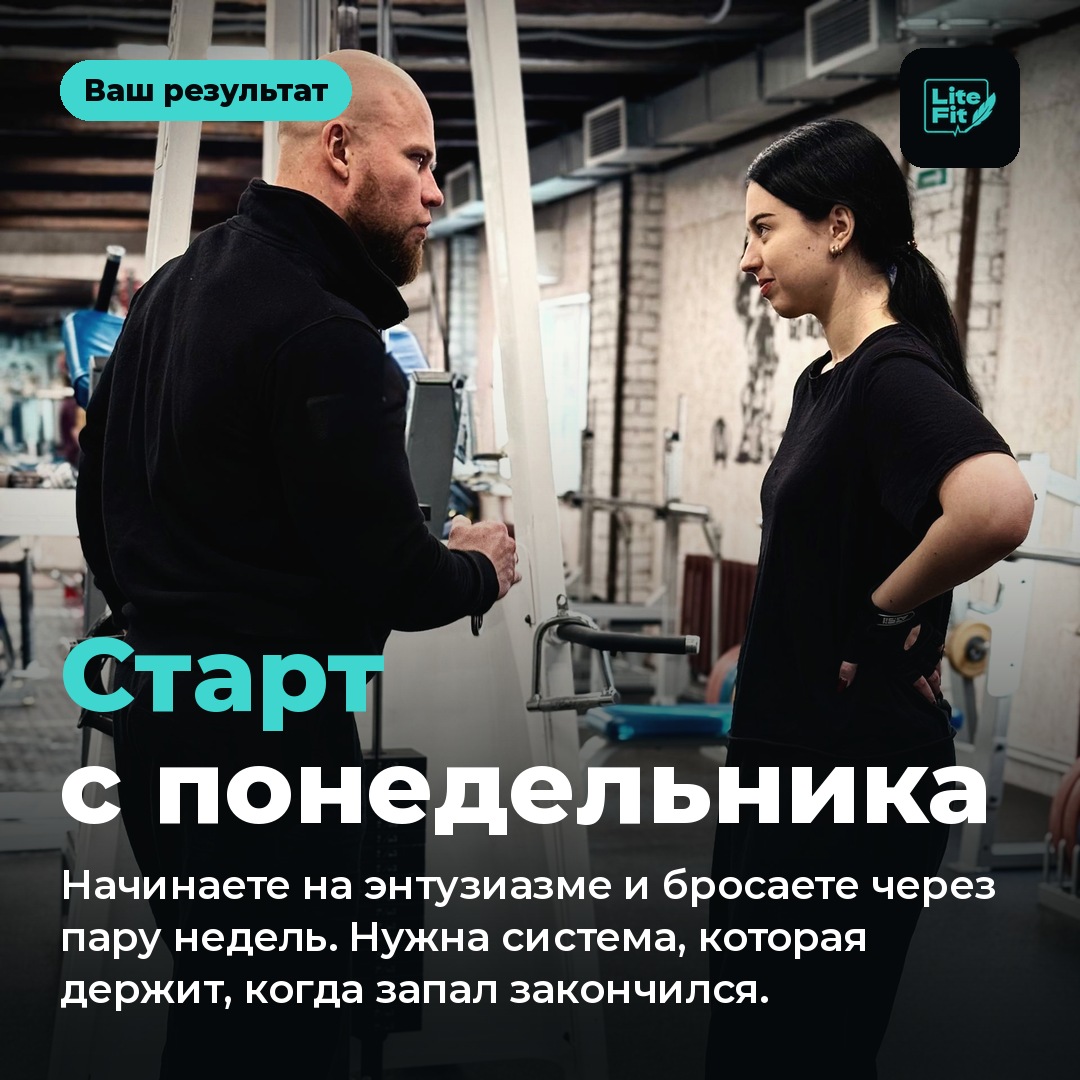 Ваш результат
Lite
Fit
Старт
с понедельника
Начинаете на энтузиазме и бросаете через
пару недель. Нужна система, которая
держит, когда запал закончился.